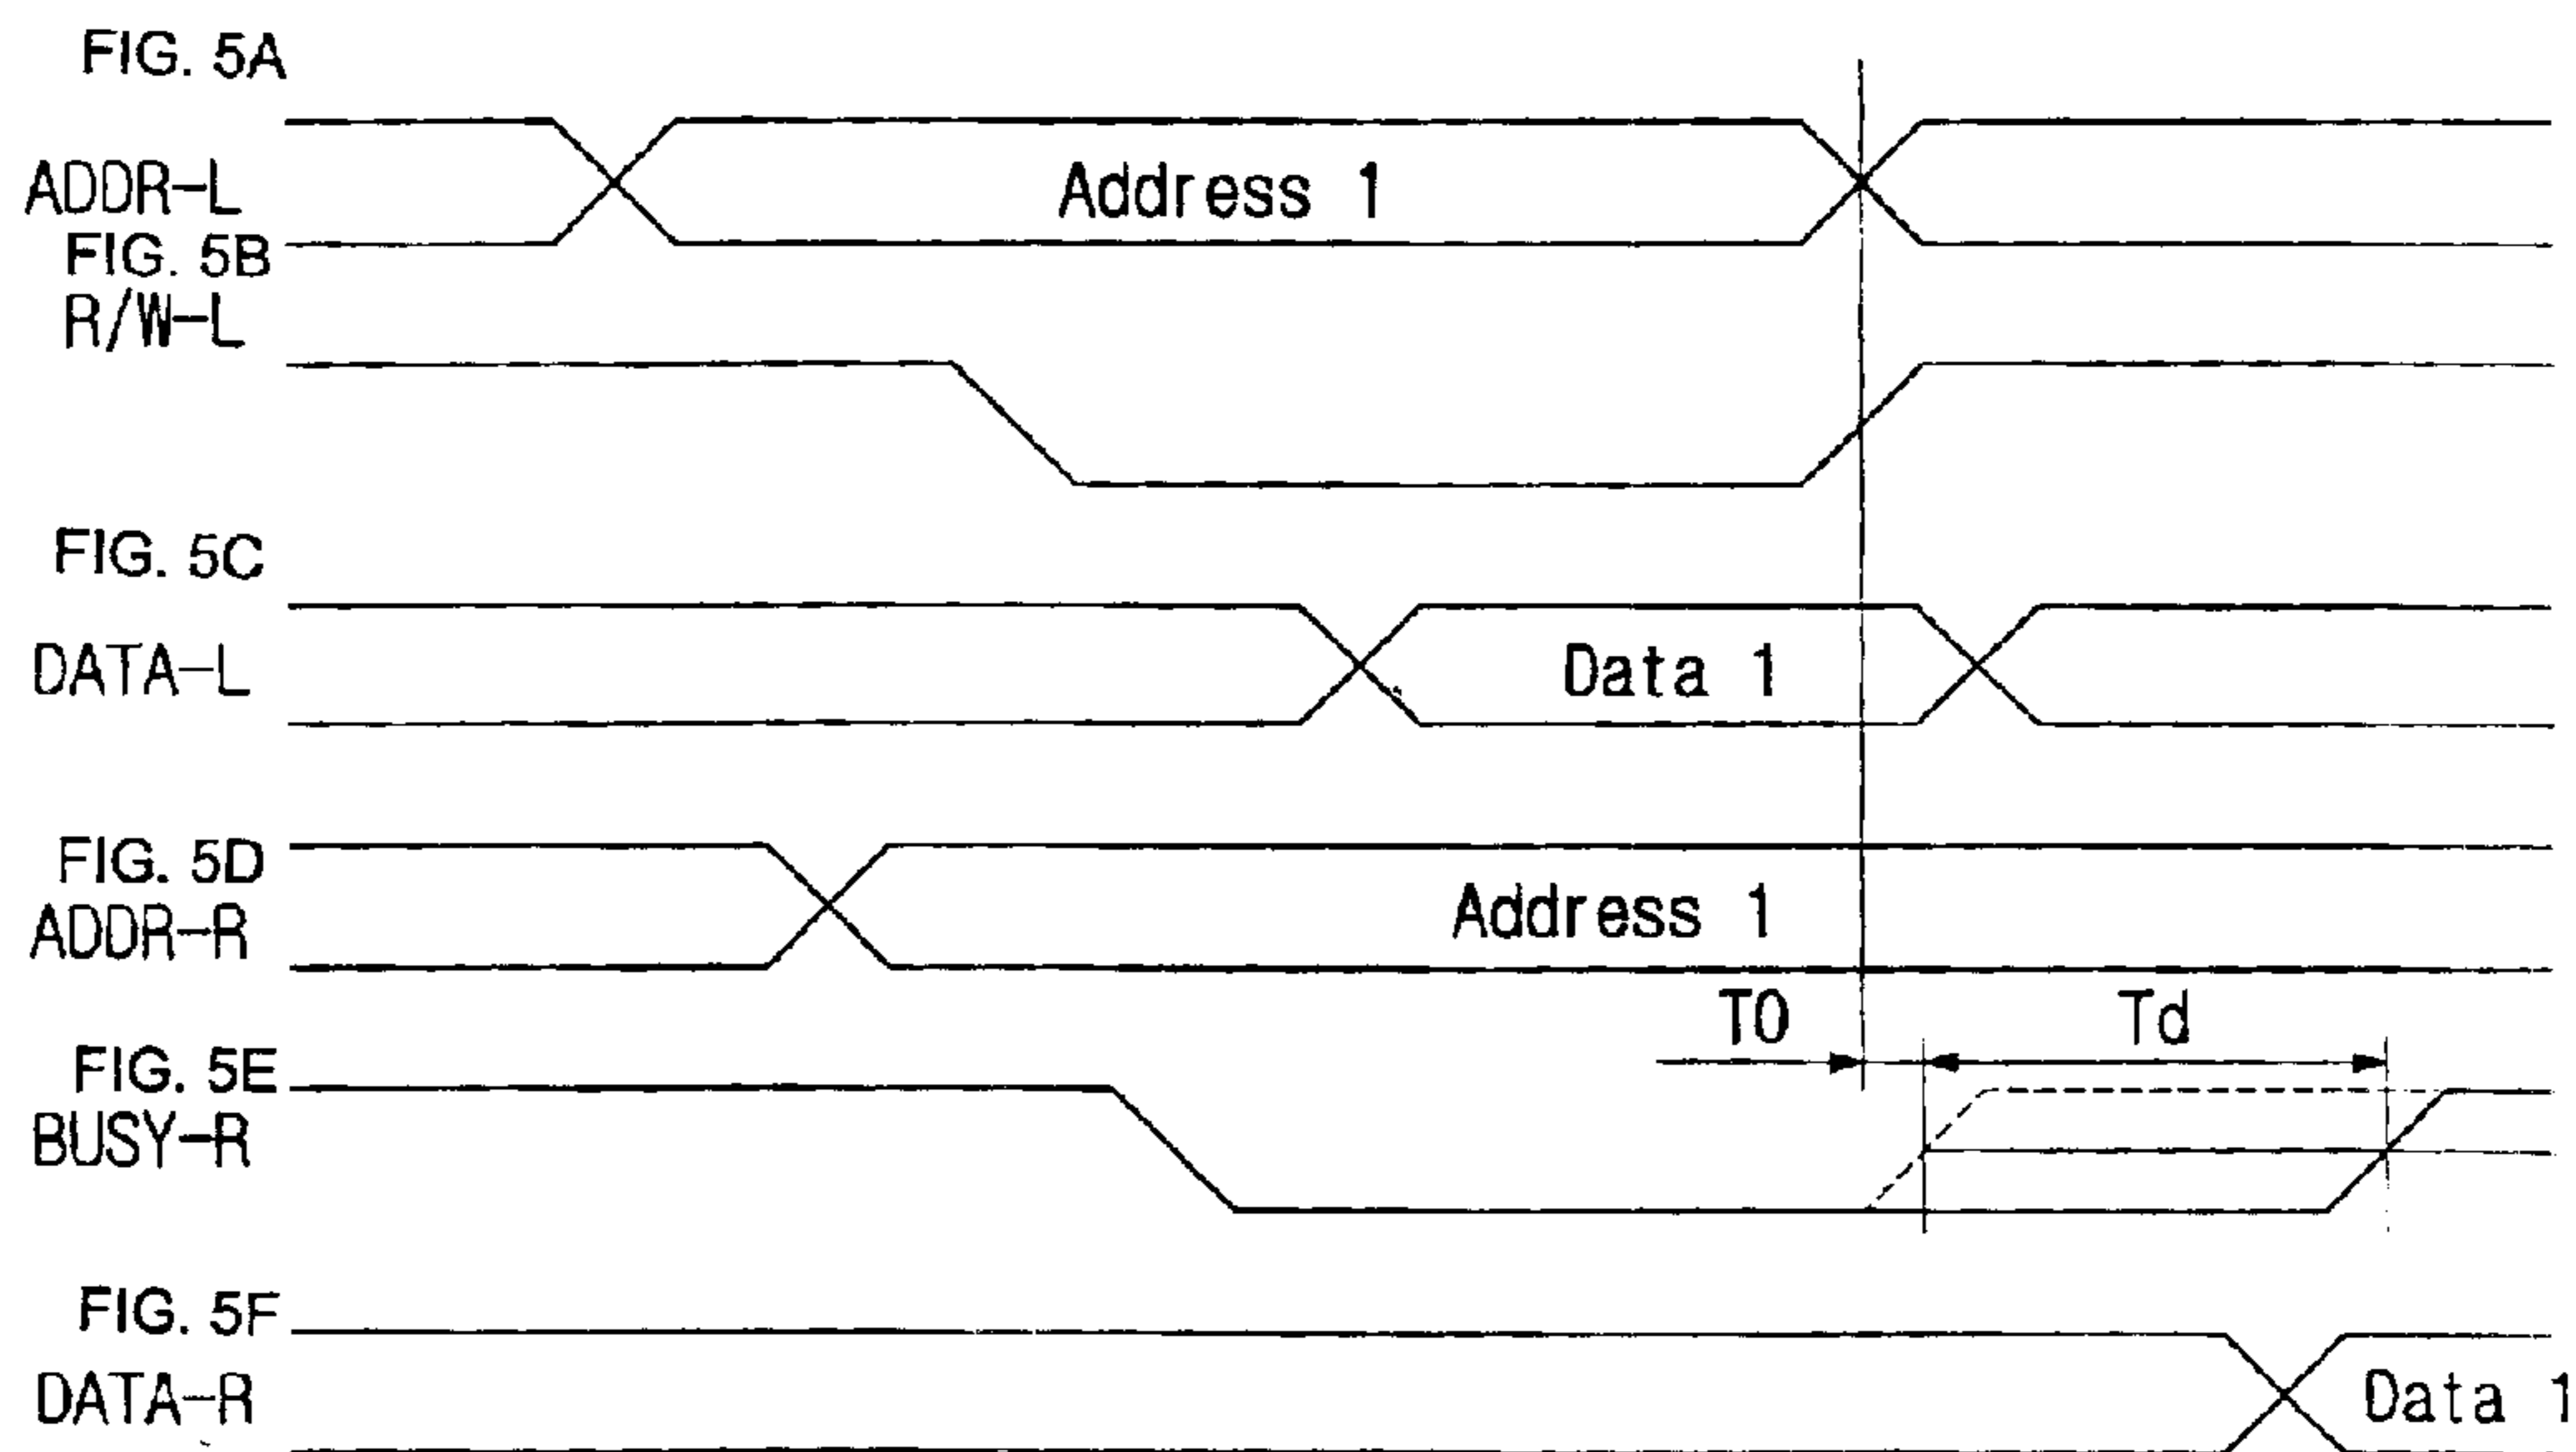 FIG. 5A
ADDR-L
Address 1
FIG. 5B
R/W-L
FIG. 5C
DATA-L
Data 1
FIG. 5D
ADDR-R
Address 1
T0
Td
FIG. 5E
BUSY-R
FIG. 5F
DATA-R
Data 1